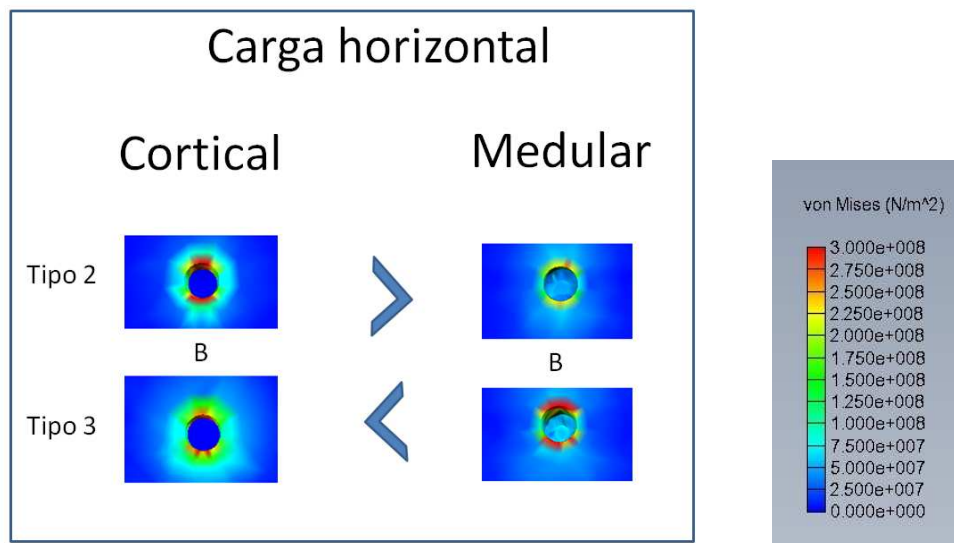 Carga horizontal
Cortical
Medular
Tipo 2
B
B
Tipo 3
von Mises (N/m^2)
3.000e+008
2.750e+008
2.500e+008
2.250e+008
2.000e+008
1.750e+008
1.500e+008
1.250e+008
1.000e+008
7.500e+007
5.000e+007
2.500e+007
0.000e+000